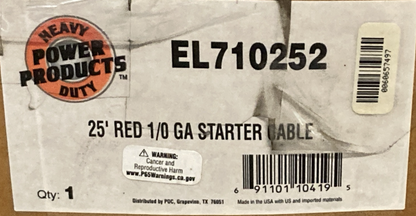 HEAVY
POWER
PRODUCTS™
DUTY
EL710252
0060657497
25' RED 1/0 GA STARTER CABLE
WARNING:
Cancer and
Reproductive Harm
www.P65Warnings.ca.gov
Qty: 1
6 91101 10419 5
Distributed by PDC, Grapevine, TX 76051
Made in the USA with US and imported materials